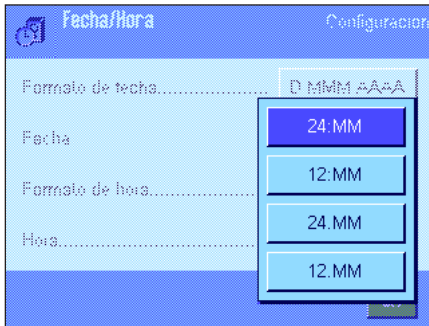 Fecha/Hora
Configuracion
Formato de fecha.................... D MMM AAAA
Fecha
24:MM
12:MM
Formato de hora....................
24.MM
Hora....................
12.MM